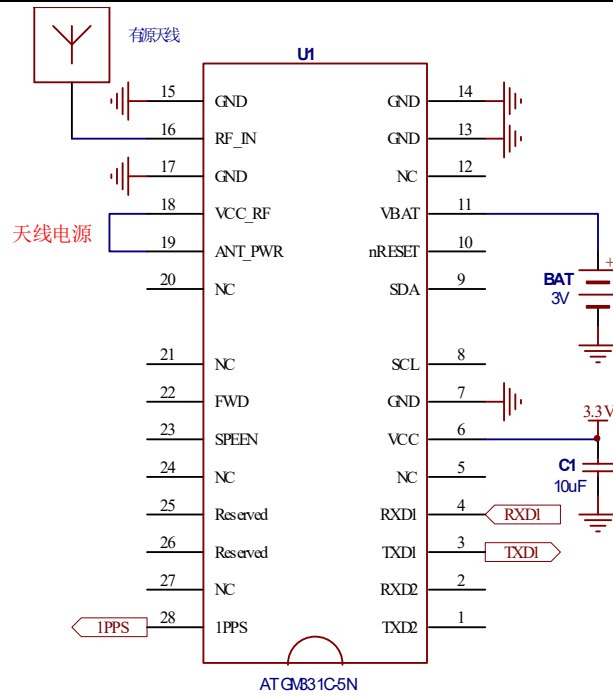 有源天线
U1
15 GND GND 14
16 RF_IN GND 13
17 GND NC 12
18 VCC_RF VBAT 11
天线电源
19 ANT_PWR nRESET 10
20 NC SDA 9
BAT
3V
21 NC SCL 8
22 FWD GND 7
3.3V
23 SPEEN VCC 6
24 NC NC 5
C1
10uF
25 Reserved RXD1 4 RXD1
26 Reserved TXD1 3 TXD1
27 NC RXD2 2
1PPS 28 1PPS TXD2 1
ATGM331C-5N